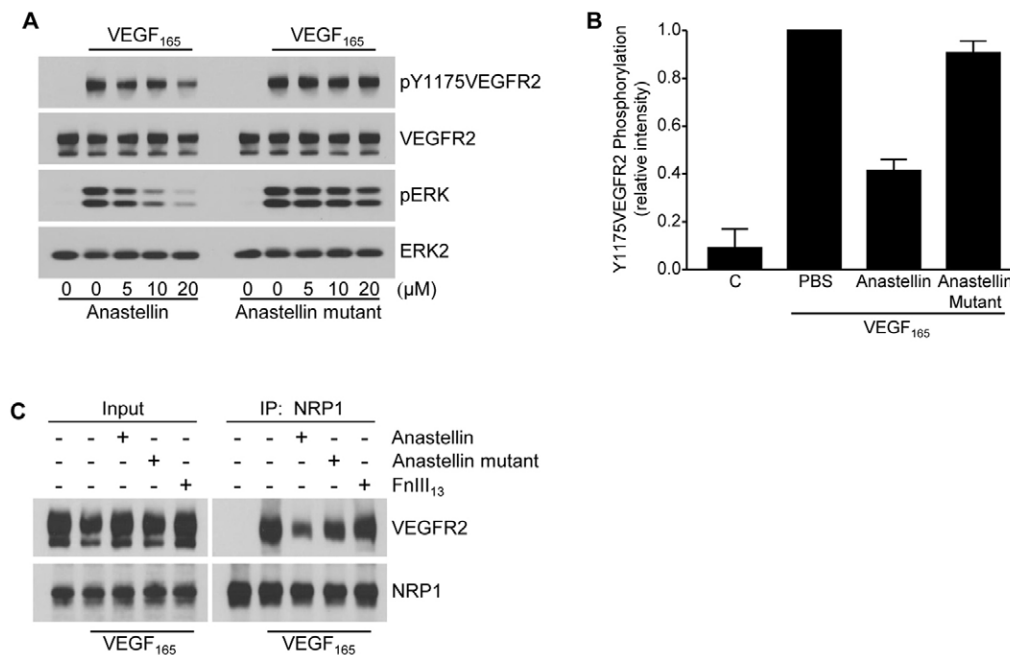 A
VEGF165 VEGF165
pY1175VEGFR2
VEGFR2
pERK
ERK2
0 0 5 10 20 0 0 5 10 20 (μM)
Anastellin Anastellin mutant
B
Y1175VEGFR2 Phosphorylation
(relative intensity)
1.0
0.8
0.6
0.4
0.2
0.0
C PBS Anastellin Anastellin
Mutant
VEGF165
C
Input IP: NRP1
- - + - - - - + - - Anastellin
- - - + - - - - + - Anastellin mutant
- - - - + - - - - + FnIII13
VEGFR2
NRP1
VEGF165 VEGF165